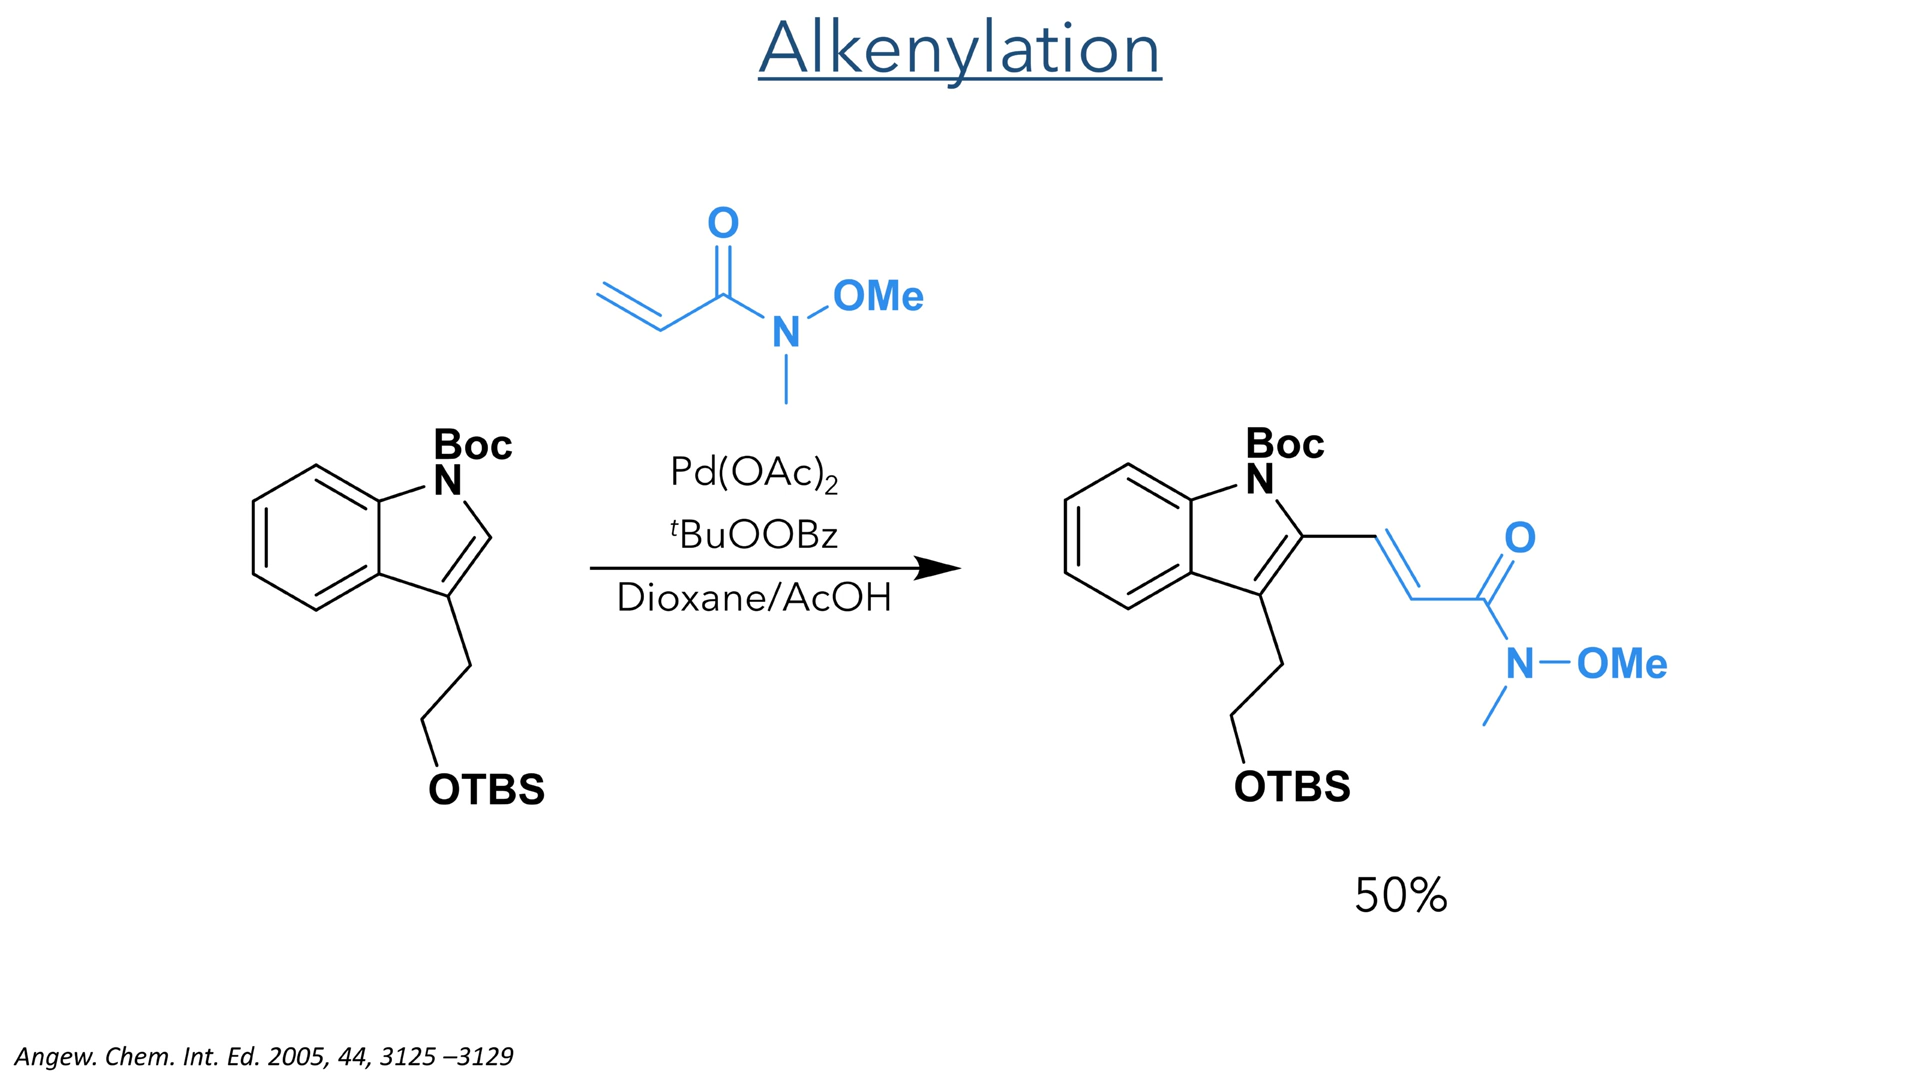 Alkenylation
O
OMe
N
Boc
N
OTBS
Pd(OAc)₂
ᵗBuOOBz
Dioxane/AcOH
Boc
N
O
N
OMe
OTBS
50%
Angew. Chem. Int. Ed. 2005, 44, 3125 –3129